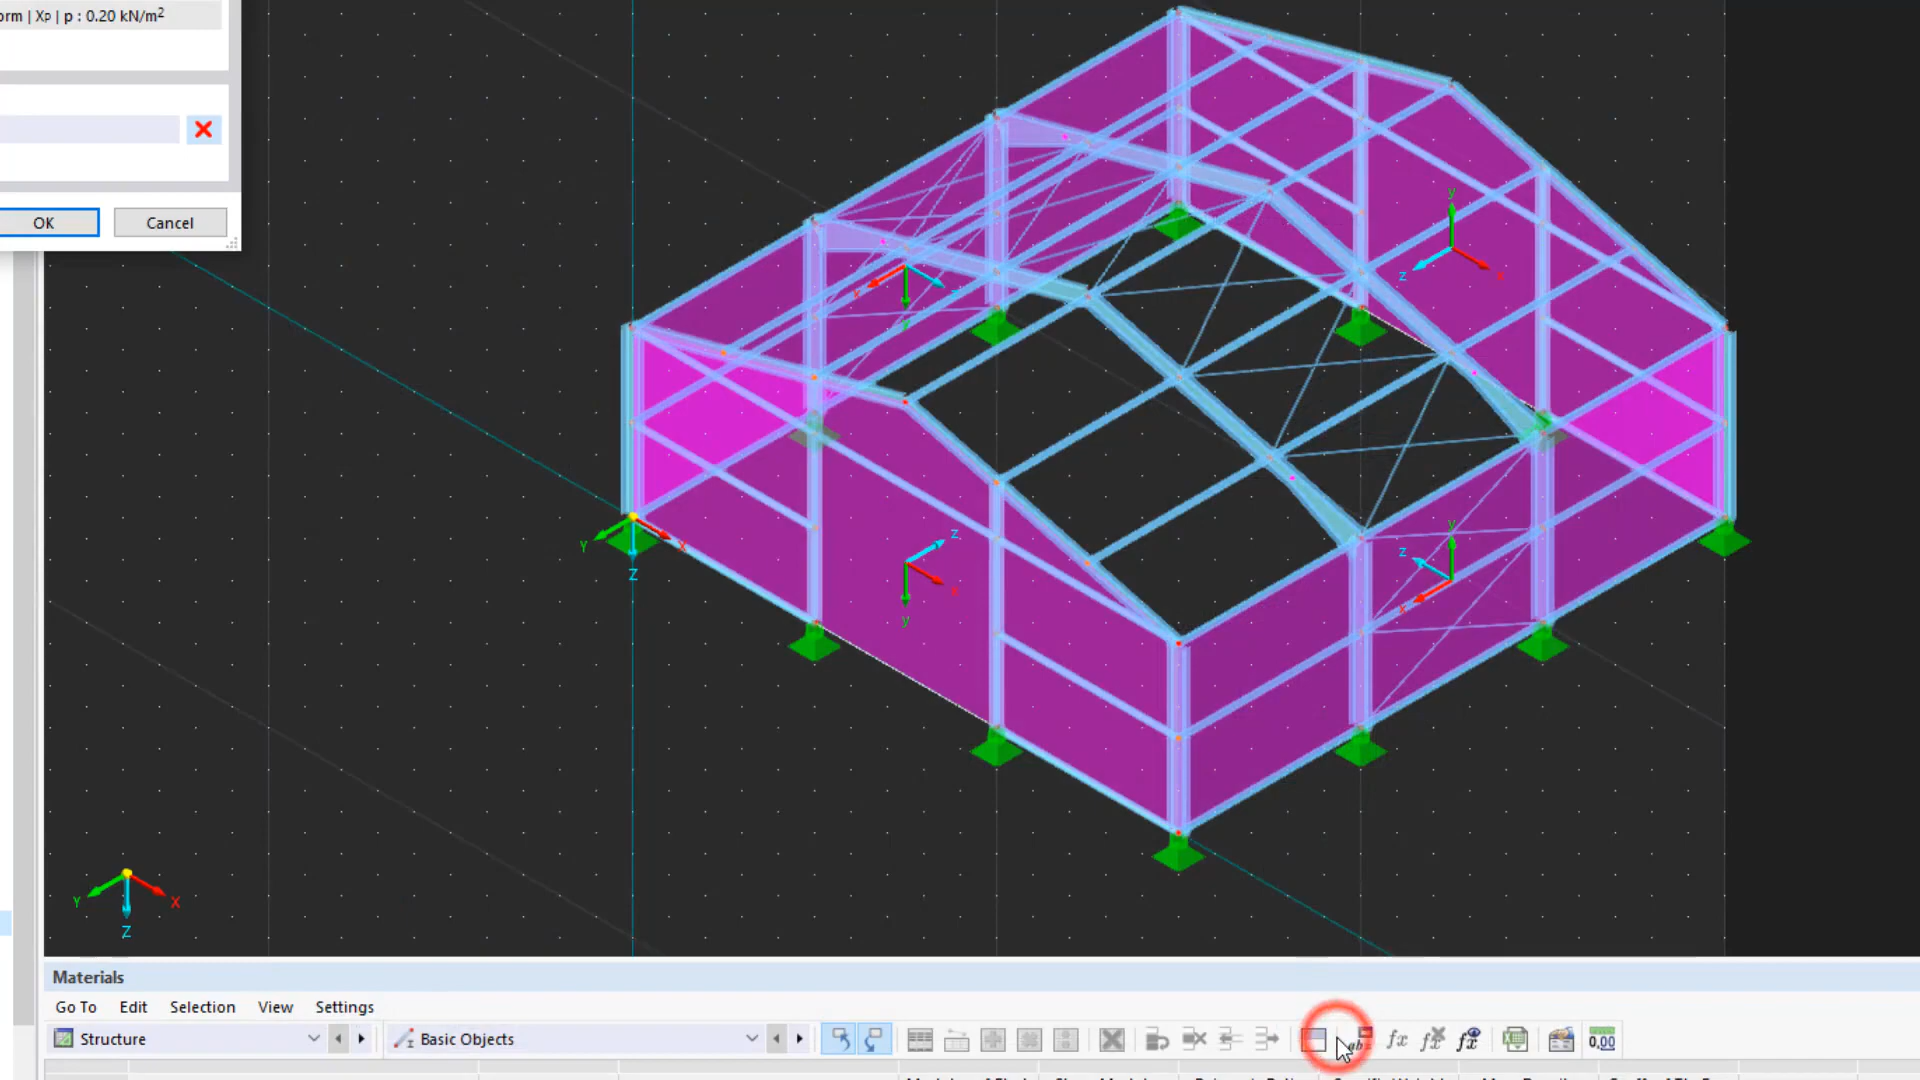 orm | Xp | p : 0.20 kN/m²
OK
Cancel
y
z
x
x
y
z
x
y
y
z
x
Y
X
Z
z
x
y
Y
X
Z
Materials
Go To Edit Selection View Settings
Structure
Basic Objects
fx
0,00